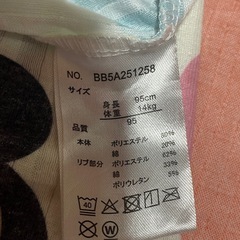 NO. BB5A251258
サイズ
身長 95cm
体重 14kg
95
品質
本体 ポリエステル 80%
綿 20%
リブ部分 綿 62%
ポリエステル 33%
ポリウレタン 5%
40
W